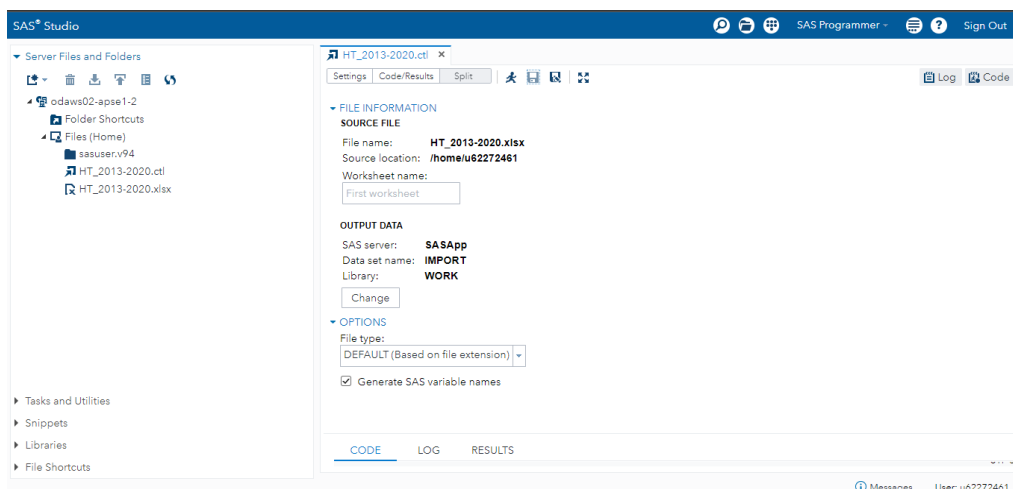 SAS® Studio
SAS Programmer
Sign Out
Server Files and Folders
odaws02-apse1-2
Folder Shortcuts
Files (Home)
sasuser.v94
HT_2013-2020.ctl
HT_2013-2020.xlsx
Tasks and Utilities
Snippets
Libraries
File Shortcuts
HT_2013-2020.ctl ×
Settings Code/Results Split
Log Code
FILE INFORMATION
SOURCE FILE
File name: HT_2013-2020.xlsx
Source location: /home/u62272461
Worksheet name:
First worksheet
OUTPUT DATA
SAS server: SASApp
Data set name: IMPORT
Library: WORK
Change
OPTIONS
File type:
DEFAULT (Based on file extension)
Generate SAS variable names
CODE LOG RESULTS
Messages User: u62272461